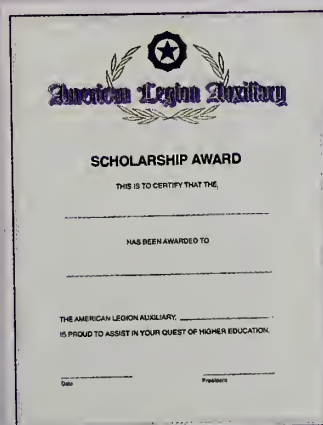 American Legion Auxiliary
SCHOLARSHIP AWARD
THIS IS TO CERTIFY THAT THE,
HAS BEEN AWARDED TO
THE AMERICAN LEGION AUXILIARY,
IS PROUD TO ASSIST IN YOUR QUEST OF HIGHER EDUCATION.
Date President